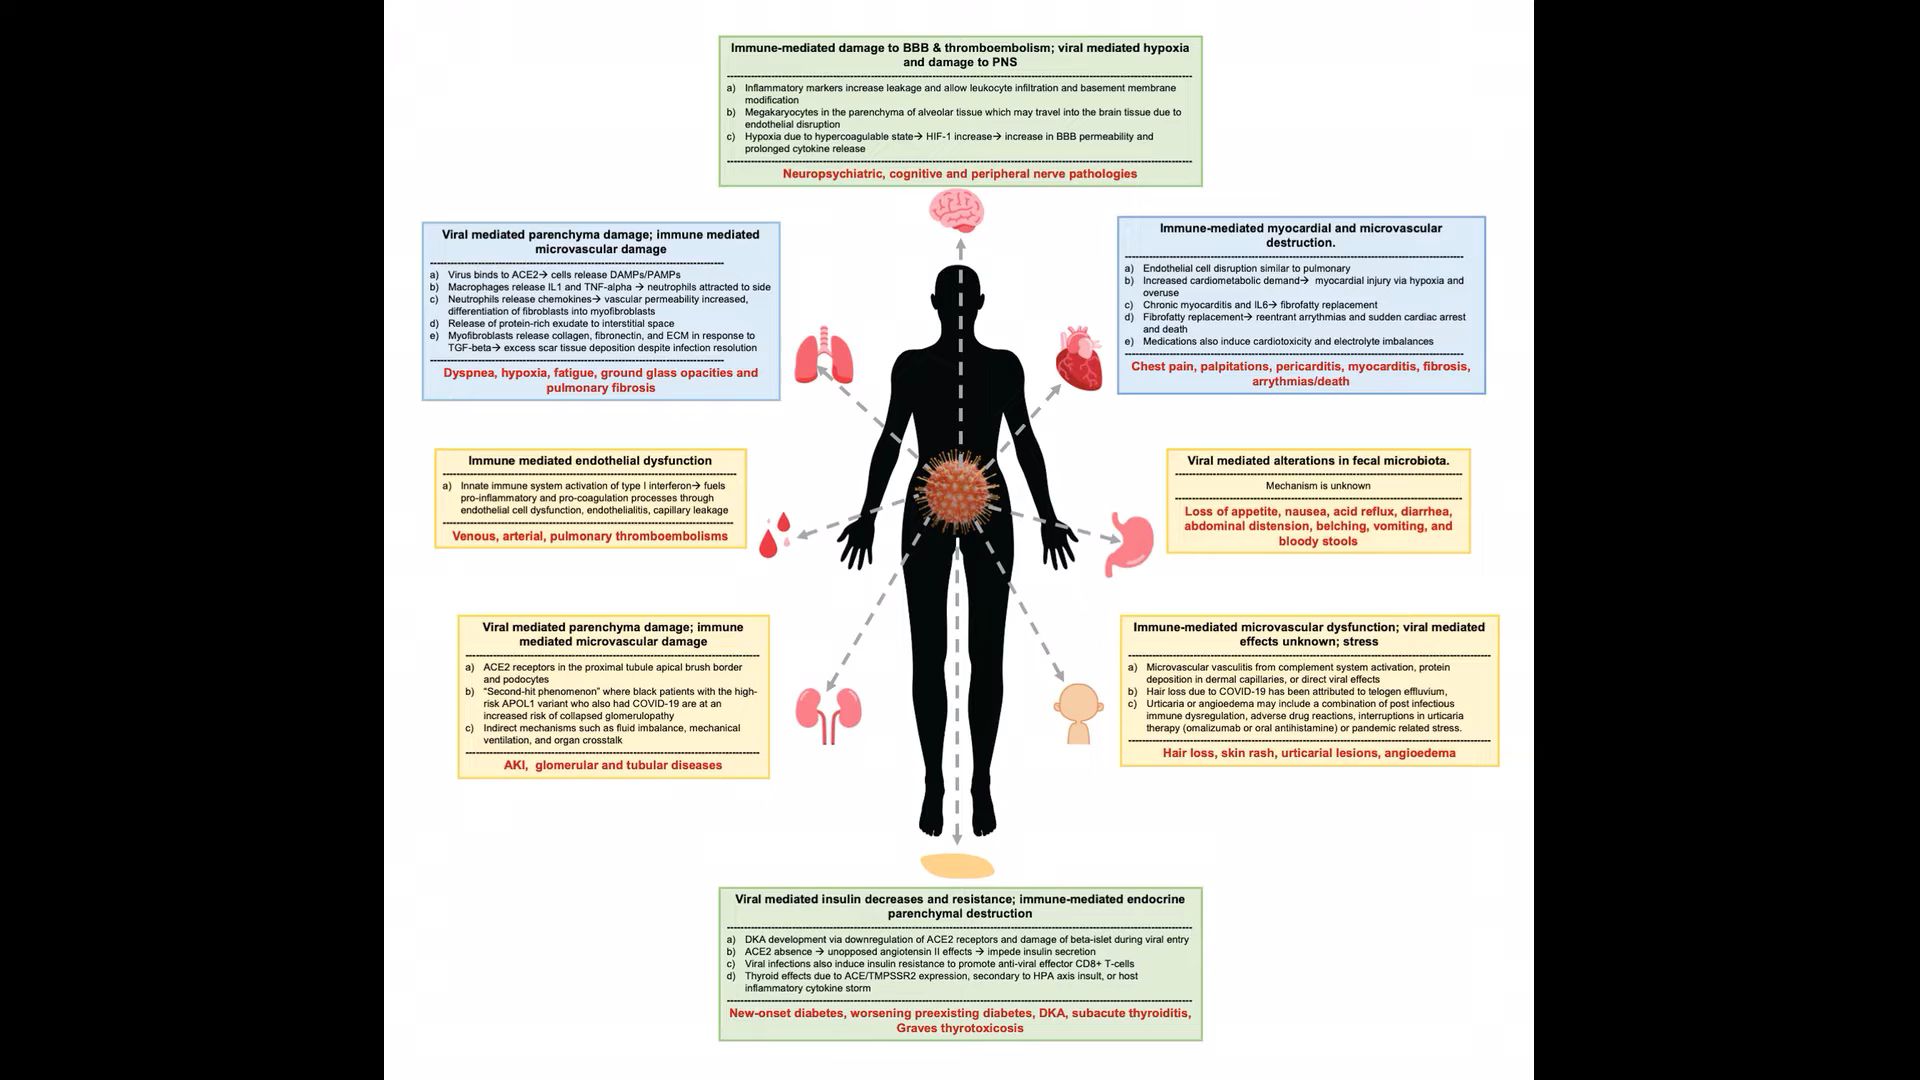 Immune-mediated damage to BBB & thromboembolism; viral mediated hypoxia
and damage to PNS
a) Inflammatory markers increase leakage and allow leukocyte infiltration and basement membrane
modification
b) Megakaryocytes in the parenchyma of alveolar tissue which may travel into the brain tissue due to
endothelial disruption
c) Hypoxia due to hypercoagulable state→ HIF-1 increase→ increase in BBB permeability and
prolonged cytokine release
Neuropsychiatric, cognitive and peripheral nerve pathologies
Viral mediated parenchyma damage; immune mediated
microvascular damage
a) Virus binds to ACE2→ cells release DAMPs/PAMPs
b) Macrophages release IL1 and TNF-alpha → neutrophils attracted to side
c) Neutrophils release chemokines→ vascular permeability increased,
differentiation of fibroblasts into myofibroblasts
d) Release of protein-rich exudate to interstitial space
e) Myofibroblasts release collagen, fibronectin, and ECM in response to
TGF-beta→ excess scar tissue deposition despite infection resolution
Dyspnea, hypoxia, fatigue, ground glass opacities and
pulmonary fibrosis
Immune-mediated myocardial and microvascular
destruction.
a) Endothelial cell disruption similar to pulmonary
b) Increased cardiometabolic demand→ myocardial injury via hypoxia and
overuse
c) Chronic myocarditis and IL6→ fibrofatty replacement
d) Fibrofatty replacement→ reentrant arrythmias and sudden cardiac arrest
and death
e) Medications also induce cardiotoxicity and electrolyte imbalances
Chest pain, palpitations, pericarditis, myocarditis, fibrosis,
arrythmias/death
Immune mediated endothelial dysfunction
a) Innate immune system activation of type I interferon→ fuels
pro-inflammatory and pro-coagulation processes through
endothelial cell dysfunction, endothelialitis, capillary leakage
Venous, arterial, pulmonary thromboembolisms
Viral mediated alterations in fecal microbiota.
Mechanism is unknown
Loss of appetite, nausea, acid reflux, diarrhea,
abdominal distension, belching, vomiting, and
bloody stools
Viral mediated parenchyma damage; immune
mediated microvascular damage
a) ACE2 receptors in the proximal tubule apical brush border
and podocytes
b) “Second-hit phenomenon” where black patients with the high-
risk APOL1 variant who also had COVID-19 are at an
increased risk of collapsed glomerulopathy
c) Indirect mechanisms such as fluid imbalance, mechanical
ventilation, and organ crosstalk
AKI, glomerular and tubular diseases
Immune-mediated microvascular dysfunction; viral mediated
effects unknown; stress
a) Microvascular vasculitis from complement system activation, protein
deposition in dermal capillaries, or direct viral effects
b) Hair loss due to COVID-19 has been attributed to telogen effluvium,
c) Urticaria or angioedema may include a combination of post infectious
immune dysregulation, adverse drug reactions, interruptions in urticaria
therapy (omalizumab or oral antihistamine) or pandemic related stress.
Hair loss, skin rash, urticarial lesions, angioedema
Viral mediated insulin decreases and resistance; immune-mediated endocrine
parenchymal destruction
a) DKA development via downregulation of ACE2 receptors and damage of beta-islet during viral entry
b) ACE2 absence → unopposed angiotensin II effects → impede insulin secretion
c) Viral infections also induce insulin resistance to promote anti-viral effector CD8+ T-cells
d) Thyroid effects due to ACE/TMPSSR2 expression, secondary to HPA axis insult, or host
inflammatory cytokine storm
New-onset diabetes, worsening preexisting diabetes, DKA, subacute thyroiditis,
Graves thyrotoxicosis